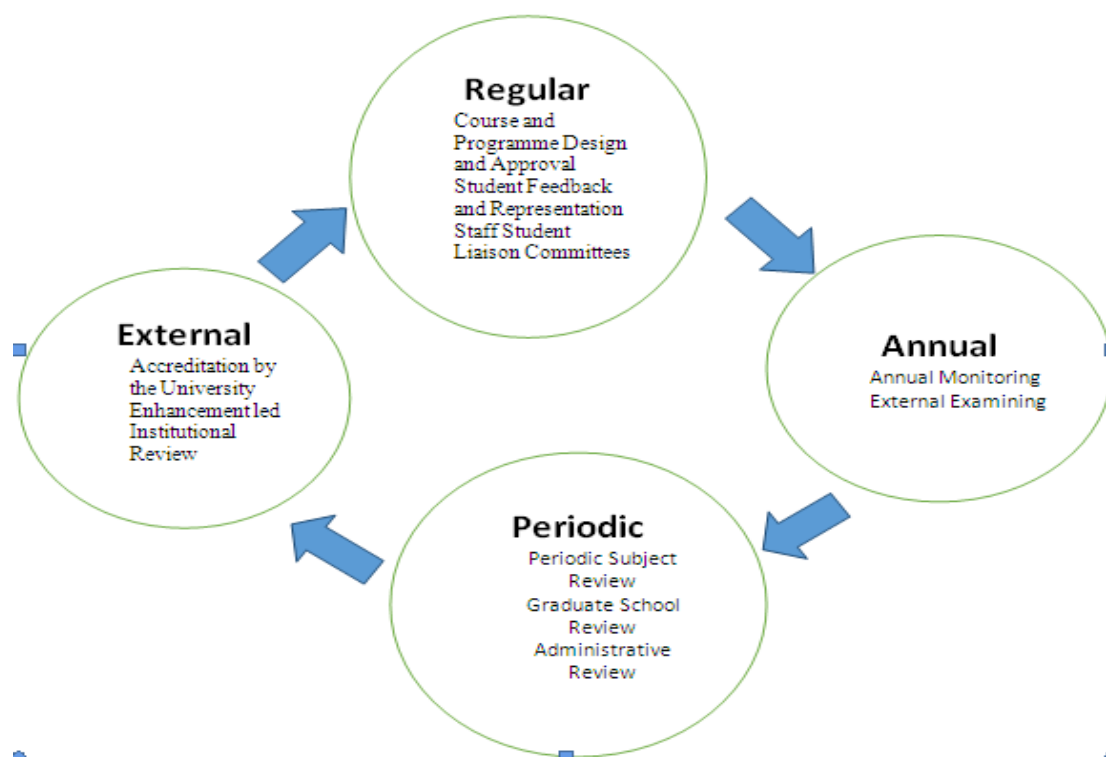 Regular
Course and
Programme Design
and Approval
Student Feedback
and Representation
Staff Student
Liaison Committees
External
Accreditation by
the University
Enhancement led
Institutional
Review
Annual
Annual Monitoring
External Examining
Periodic
Periodic Subject
Review
Graduate School
Review
Administrative
Review